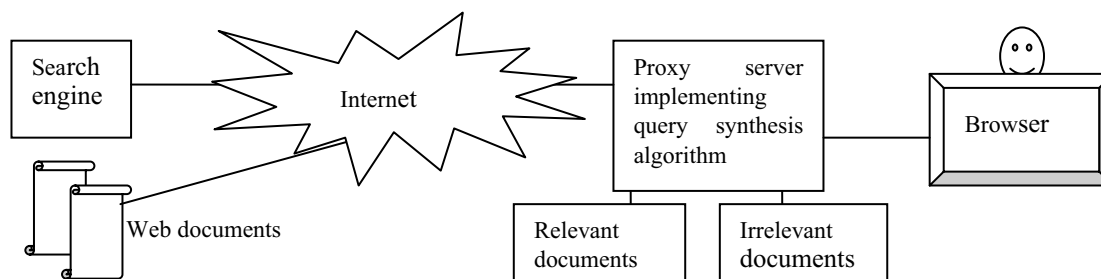 Search
engine
Internet
Proxy server
implementing
query synthesis
algorithm
Browser
Web documents
Relevant
documents
Irrelevant
documents